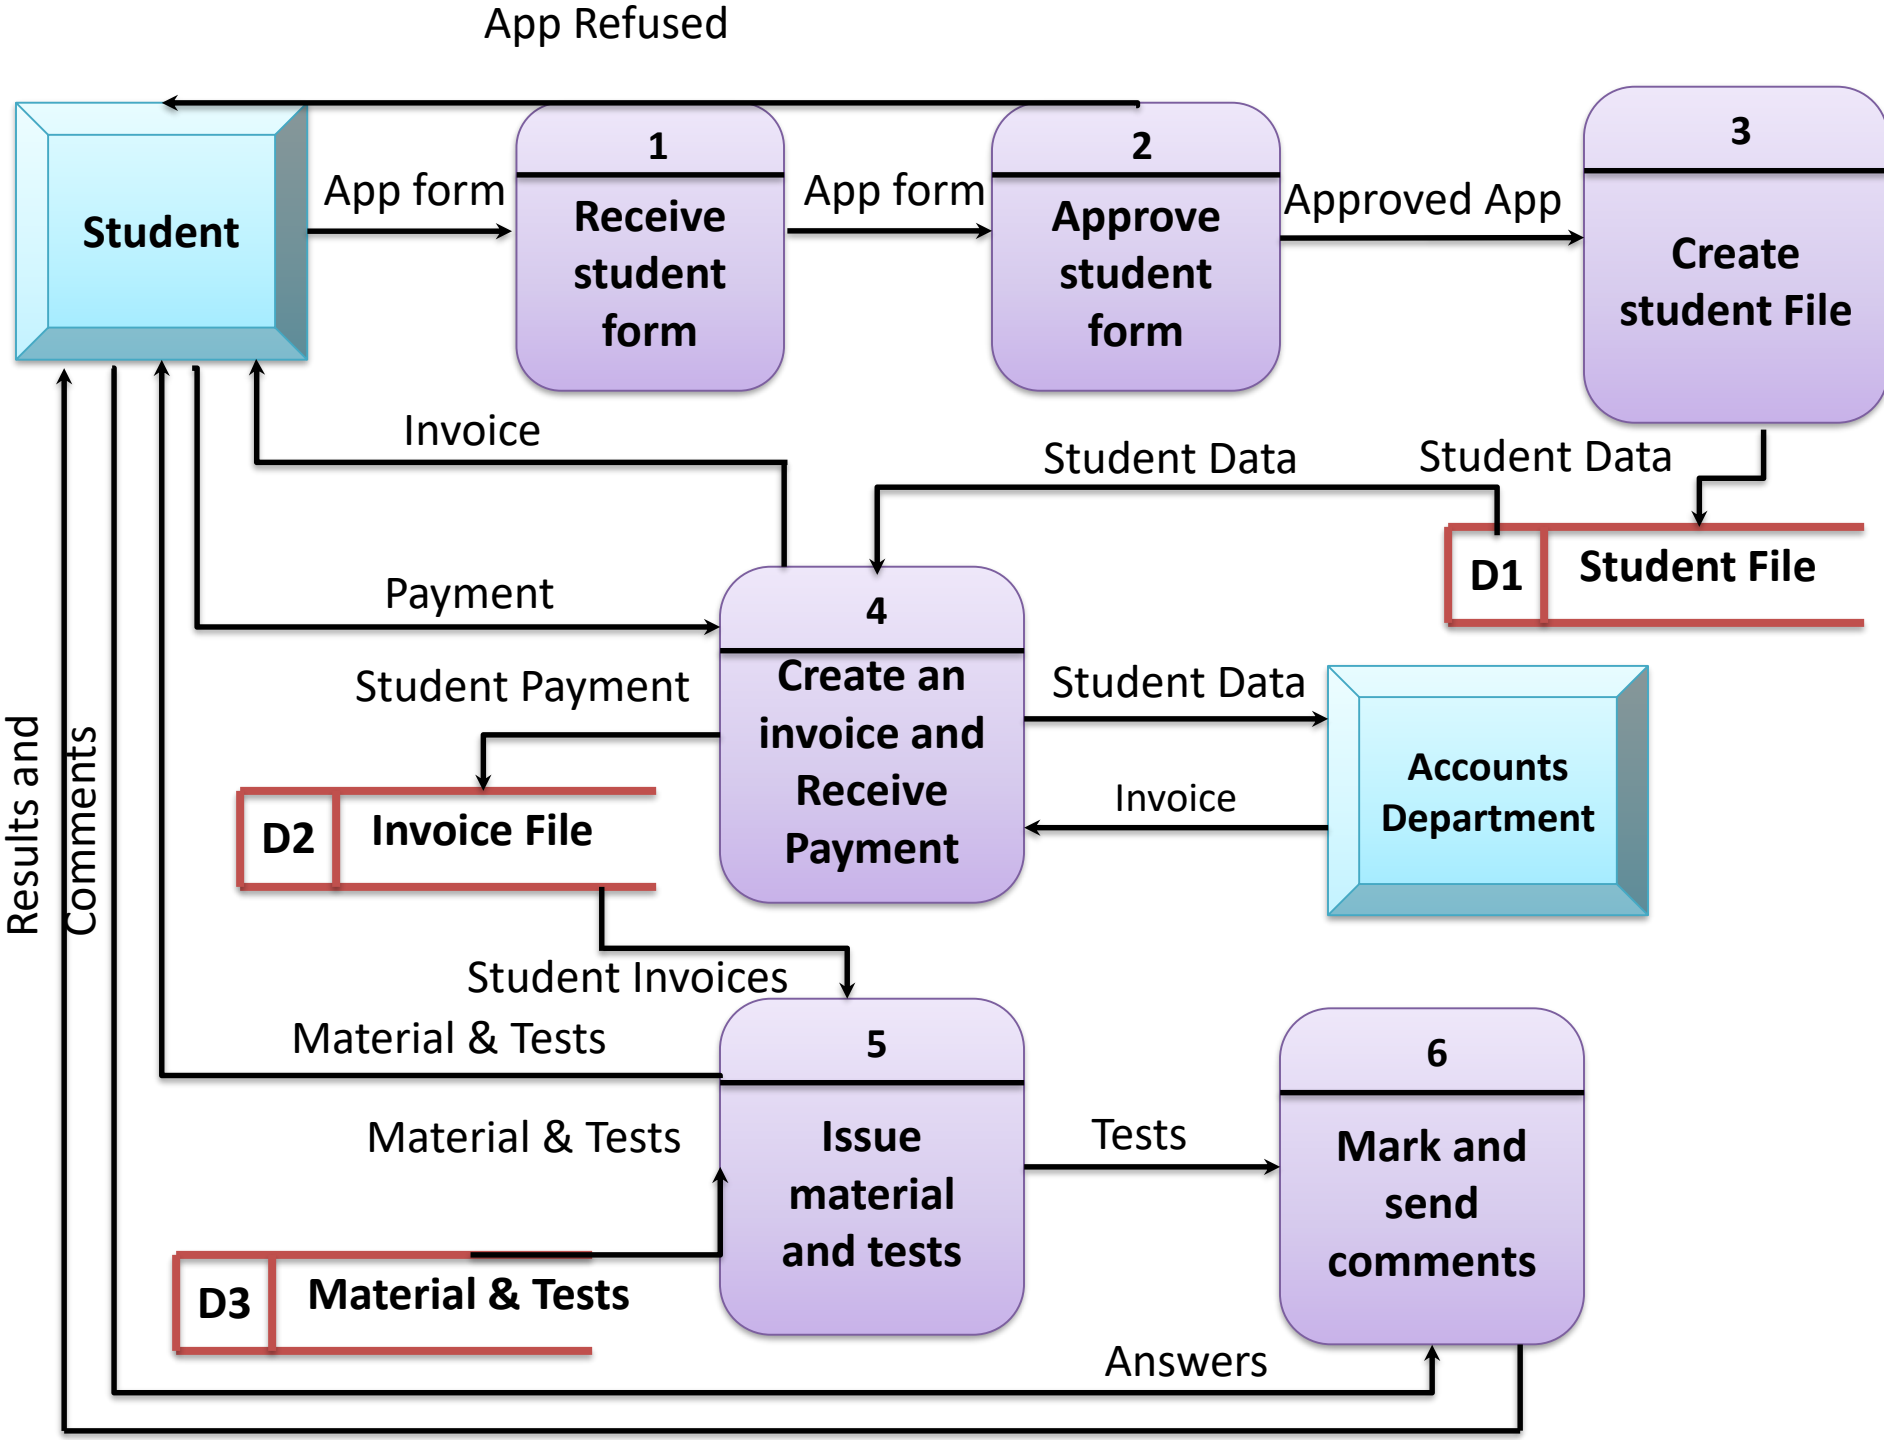 App Refused
1
2
3
App form
App form
Approved App
Student
Receive
student
form
Approve
student
form
Create
student File
Invoice
Student Data
Student Data
D1
Student File
Payment
4
Create an
invoice and
Receive
Payment
Student Payment
Student Data
Accounts
Department
Invoice
D2
Invoice File
Results and
Comments
Student Invoices
Material & Tests
5
6
Material & Tests
Issue
material
and tests
Tests
Mark and
send
comments
D3
Material & Tests
Answers